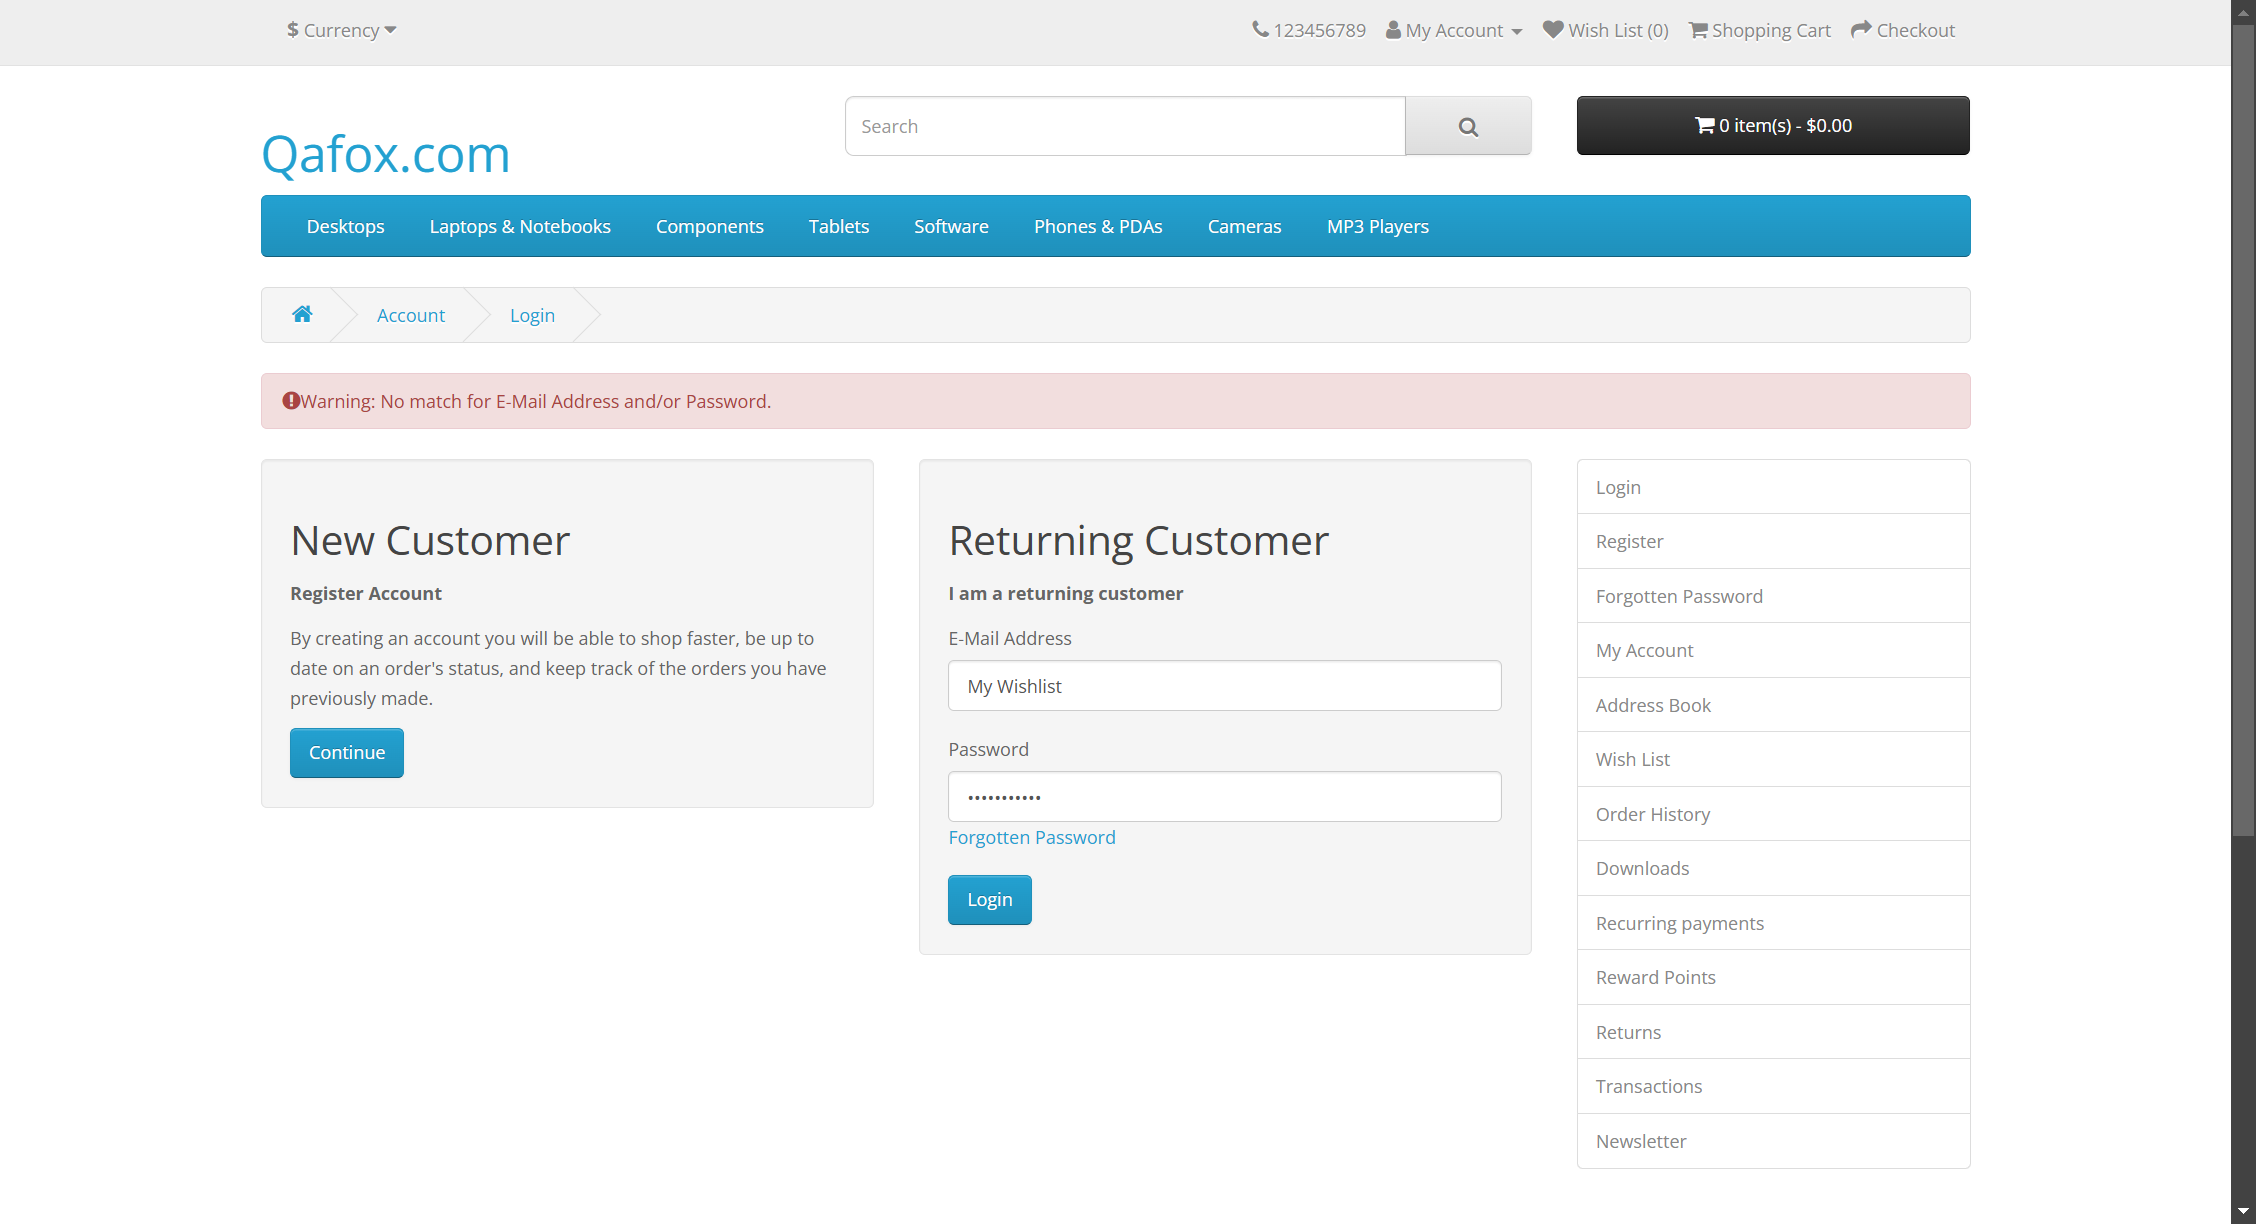 $ Currency
123456789 My Account Wish List (0) Shopping Cart Checkout
Qafox.com
Search
0 item(s) - $0.00
Desktops Laptops & Notebooks Components Tablets Software Phones & PDAs Cameras MP3 Players
Account Login
Warning: No match for E-Mail Address and/or Password.
New Customer
Register Account
By creating an account you will be able to shop faster, be up to
date on an order's status, and keep track of the orders you have
previously made.
Continue
Returning Customer
I am a returning customer
E-Mail Address
My Wishlist
Password
•••••••••••
Forgotten Password
Login
Login
Register
Forgotten Password
My Account
Address Book
Wish List
Order History
Downloads
Recurring payments
Reward Points
Returns
Transactions
Newsletter